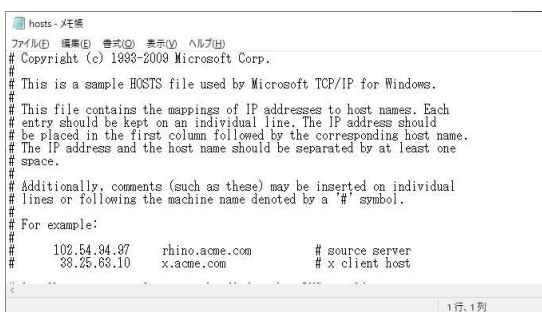 hosts - メモ帳
ファイル(F) 編集(E) 書式(O) 表示(V) ヘルプ(H)
# Copyright (c) 1993-2009 Microsoft Corp.
#
# This is a sample HOSTS file used by Microsoft TCP/IP for Windows.
#
# This file contains the mappings of IP addresses to host names. Each
# entry should be kept on an individual line. The IP address should
# be placed in the first column followed by the corresponding host name.
# The IP address and the host name should be separated by at least one
# space.
#
# Additionally, comments (such as these) may be inserted on individual
# lines or following the machine name denoted by a '#' symbol.
#
# For example:
#
#      102.54.94.97     rhino.acme.com          # source server
#       38.25.63.10     x.acme.com              # x client host
1行、1列